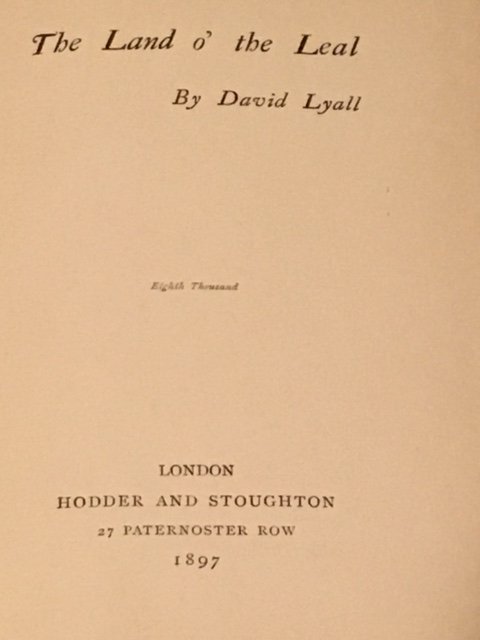 The Land o' the Leal
By David Lyall
Eighth Thousand
LONDON
HODDER AND STOUGHTON
27 PATERNOSTER ROW
1897